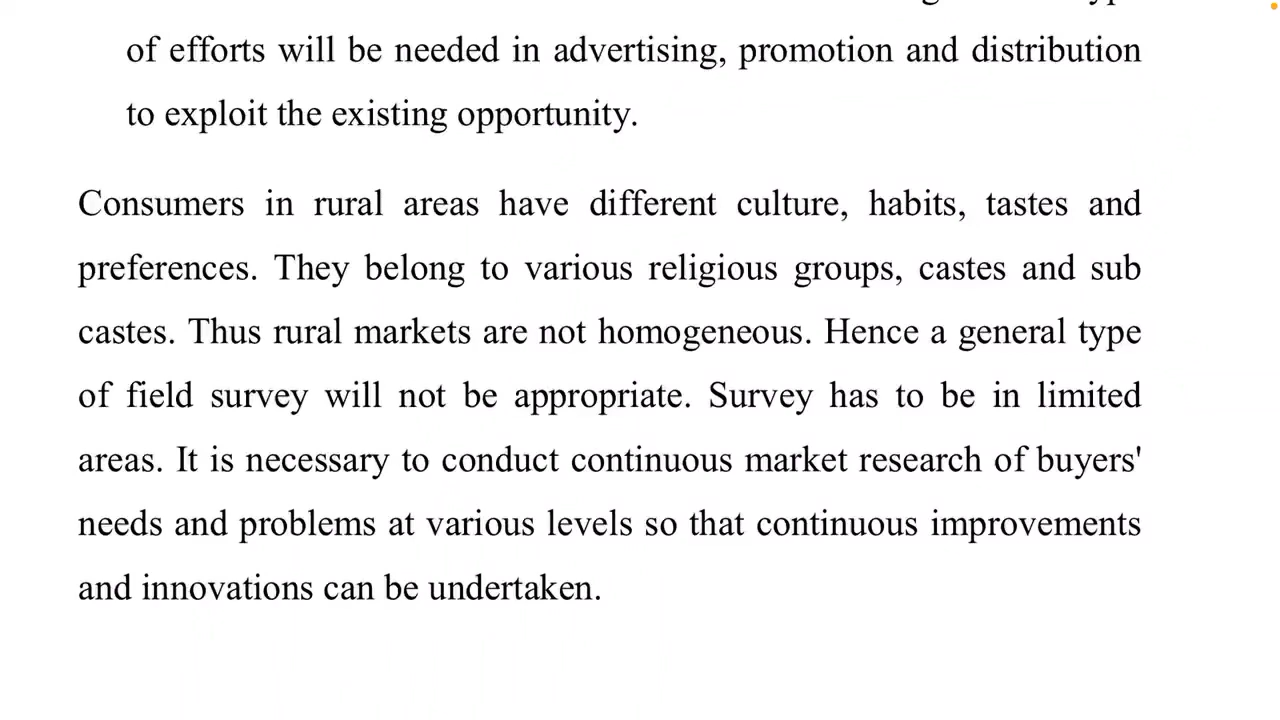 of efforts will be needed in advertising, promotion and distribution
to exploit the existing opportunity.
Consumers in rural areas have different culture, habits, tastes and
preferences. They belong to various religious groups, castes and sub
castes. Thus rural markets are not homogeneous. Hence a general type
of field survey will not be appropriate. Survey has to be in limited
areas. It is necessary to conduct continuous market research of buyers'
needs and problems at various levels so that continuous improvements
and innovations can be undertaken.